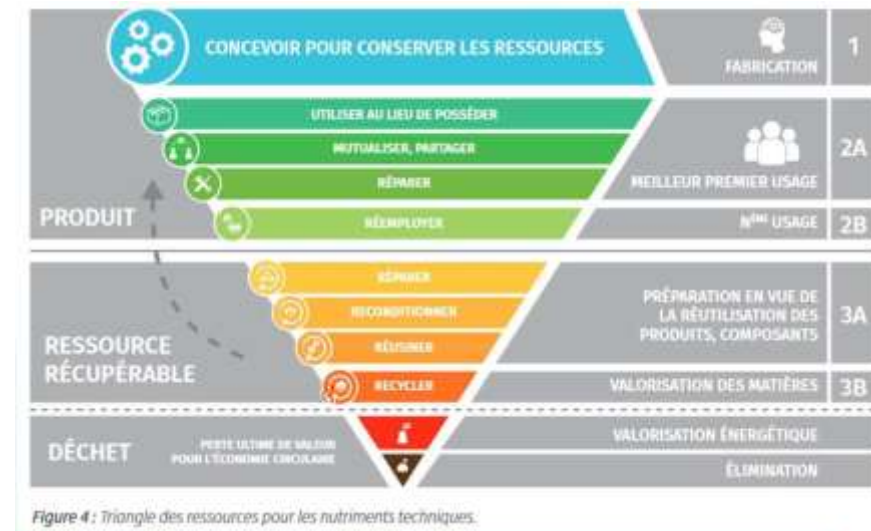 CONCEVOIR POUR CONSERVER LES RESSOURCES
FABRICATION
1
UTILISER AU LIEU DE POSSÉDER
MUTUALISER, PARTAGER
RÉPARER
MEILLEUR PREMIER USAGE
2A
PRODUIT
RÉEMPLOYER
NIÈME USAGE
2B
RÉPARER
RECONDITIONNER
RÉUSINER
PRÉPARATION EN VUE DE
LA RÉUTILISATION DES
PRODUITS, COMPOSANTS
3A
RESSOURCE
RÉCUPÉRABLE
RECYCLER
VALORISATION DES MATIÈRES
3B
DÉCHET
PERTE ULTIME DE VALEUR
POUR L'ÉCONOMIE CIRCULAIRE
VALORISATION ÉNERGÉTIQUE
ÉLIMINATION
Figure 4 : Triangle des ressources pour les nutriments techniques.